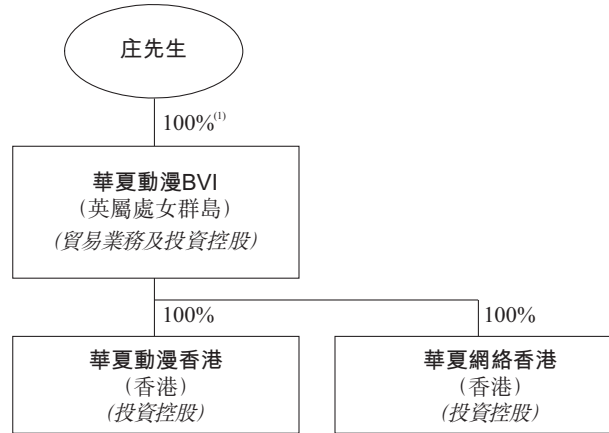 庄先生
100%(1)
華夏動漫BVI
(英屬處女群島)
(貿易業務及投資控股)
100%
100%
華夏動漫香港
(香港)
(投資控股)
華夏網絡香港
(香港)
(投資控股)